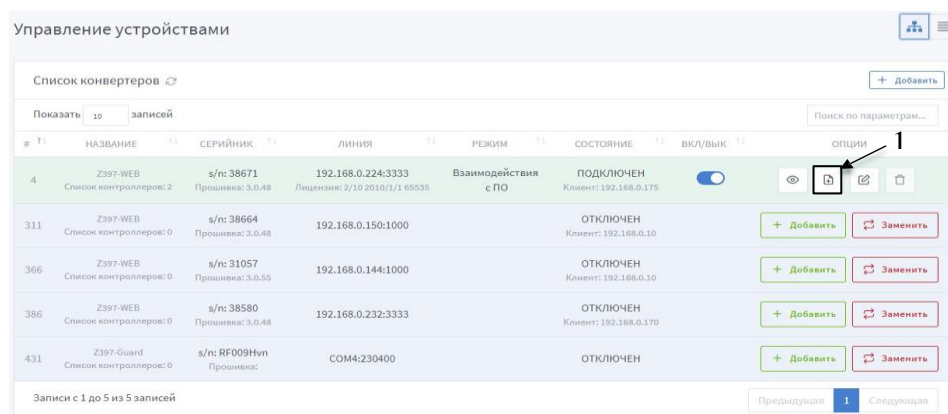 Управление устройствами
Список конвертеров
+ Добавить
Показать 10 записей
Поиск по параметрам...
1
# НАЗВАНИЕ СЕРИЙНИК ЛИНИЯ РЕЖИМ СОСТОЯНИЕ ВКЛ/ВЫК ОПЦИИ
4 Z397-WEB s/n: 38671 192.168.0.224:3333 Взаимодействия ПОДКЛЮЧЕН
Список контроллеров: 2 Прошивка: 3.0.48 Лицензия: 2/10 2010/1/1 65535 с ПО Клиент: 192.168.0.175
311 Z397-WEB s/n: 38664 192.168.0.150:1000 ОТКЛЮЧЕН + Добавить Заменить
Список контроллеров: 0 Прошивка: 3.0.48 Клиент: 192.168.0.10
366 Z397-WEB s/n: 31057 192.168.0.144:1000 ОТКЛЮЧЕН + Добавить Заменить
Список контроллеров: 0 Прошивка: 3.0.55 Клиент: 192.168.0.10
386 Z397-WEB s/n: 38580 192.168.0.232:3333 ОТКЛЮЧЕН + Добавить Заменить
Список контроллеров: 0 Прошивка: 3.0.48 Клиент: 192.168.0.170
431 Z397-Guard s/n: RF009Hvn COM4:230400 ОТКЛЮЧЕН + Добавить Заменить
Список контроллеров: 0 Прошивка:
Записи с 1 до 5 из 5 записей
Предыдущая 1 Следующая